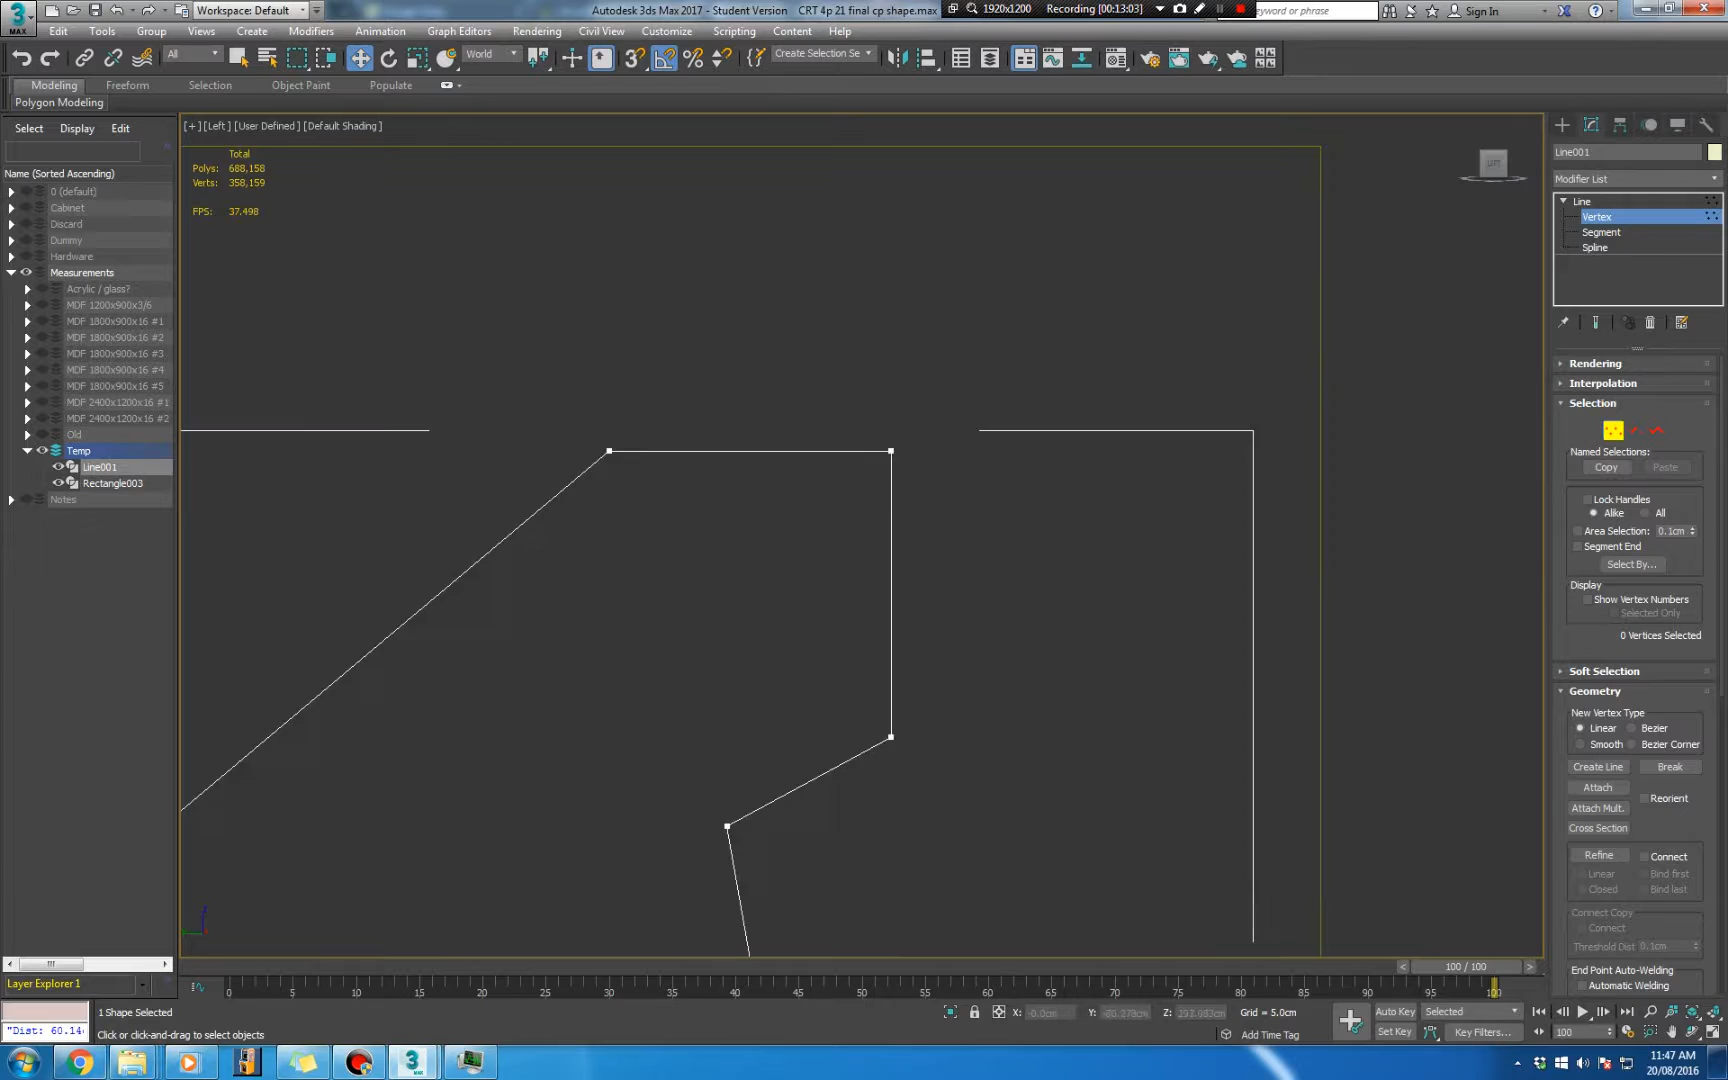 Workspace: Default
Autodesk 3ds Max 2017 - Student Version    CRT 4p 21 final cp shape.max
1920x1200
Recording [00:13:03]
keyword or phrase
Sign In
MAX
Edit Tools Group Views Create Modifiers Animation Graph Editors Rendering Civil View Customize Scripting Content Help
All
World
Create Selection Se
Modeling Freeform Selection Object Paint Populate
Polygon Modeling
Select Display Edit
[+][Left][User Defined][Default Shading]
Total
Polys: 688,158
Verts: 358,159
FPS: 37.498
LEFT
Name (Sorted Ascending)
0 (default)
Cabinet
Discard
Dummy
Hardware
Measurements
Acrylic / glass?
MDF 1200x900x3/6
MDF 1800x900x16 #1
MDF 1800x900x16 #2
MDF 1800x900x16 #3
MDF 1800x900x16 #4
MDF 1800x900x16 #5
MDF 2400x1200x16 #1
MDF 2400x1200x16 #2
Old
Temp
Line001
Rectangle003
Notes
Line001
Modifier List
Line
Vertex
Segment
Spline
Rendering
Interpolation
Selection
Named Selections:
Copy Paste
Lock Handles
Alike All
Area Selection: 0.1cm
Segment End
Select By...
Display
Show Vertex Numbers
Selected Only
0 Vertices Selected
Soft Selection
Geometry
New Vertex Type
Linear Bezier
Smooth Bezier Corner
Create Line Break
Attach
Reorient
Attach Mult.
Cross Section
Refine Connect
Linear Bind first
Closed Bind last
Connect Copy
Connect
Threshold Dist 0.1cm
End Point Auto-Welding
Automatic Welding
100 / 100
Layer Explorer 1
0 5 10 15 20 25 30 35 40 45 50 55 60 65 70 75 80 85 90 95 100
1 Shape Selected
X: -0.0cm Y: Z: Grid = 5.0cm
Auto Key Selected
"Dist: 60.14
Click or click-and-drag to select objects
Add Time Tag
Set Key Key Filters...
100
3
MAX
11:47 AM
20/08/2016